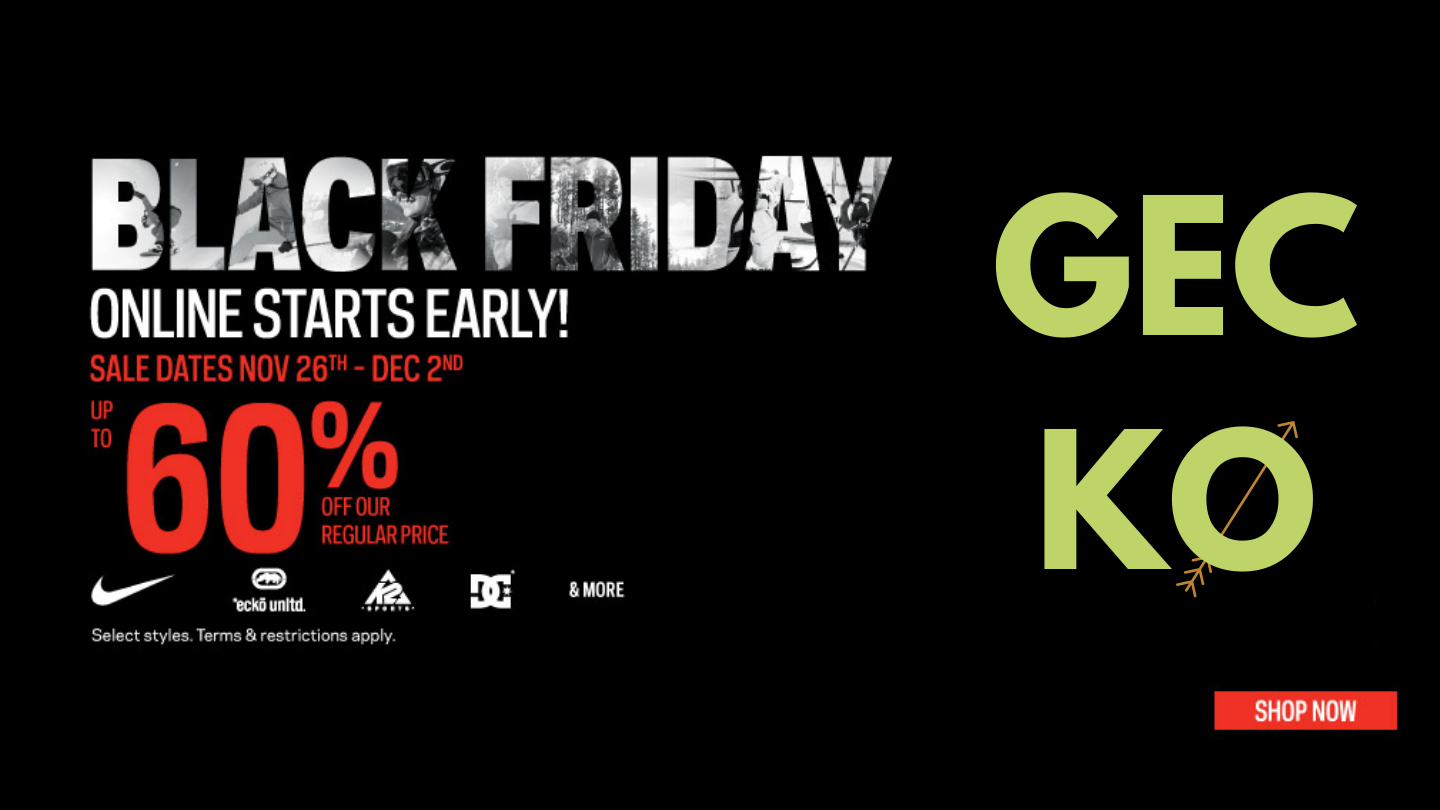 BLACK FRIDAY
ONLINE STARTS EARLY!
SALE DATES NOV 26TH - DEC 2ND
UP
TO
60%
OFF OUR
REGULAR PRICE
*eckō unltd.
K2
SPORTS
DC
& MORE
Select styles. Terms & restrictions apply.
GEC
KO
SHOP NOW